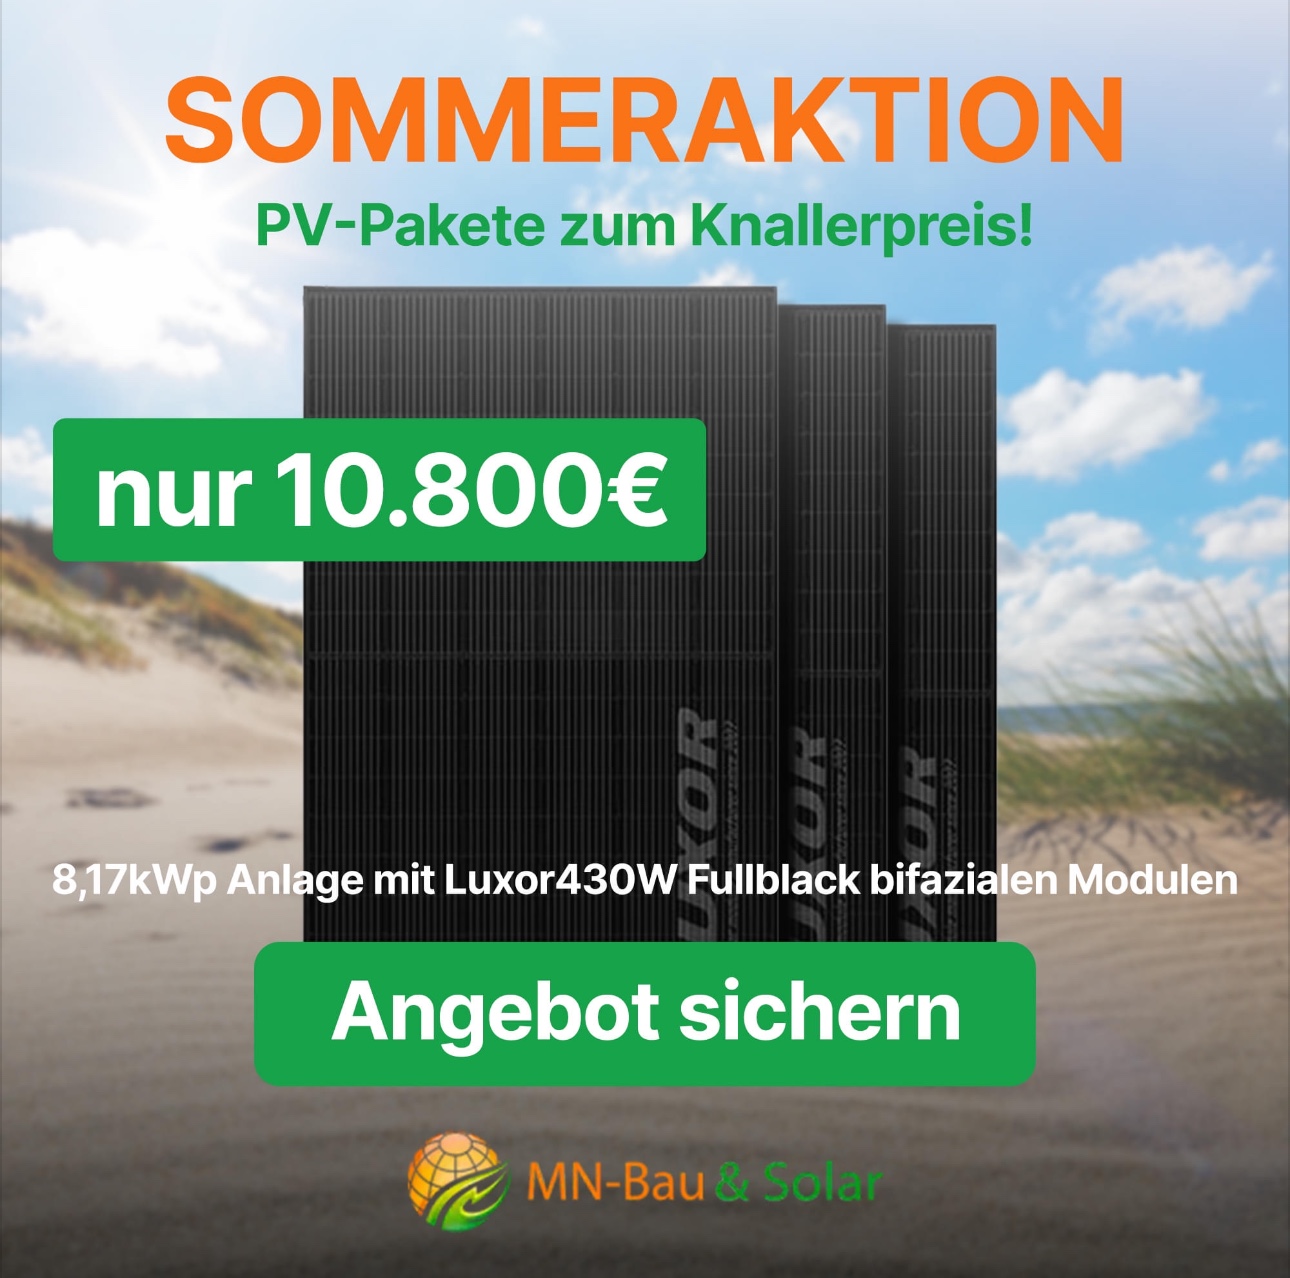 SOMMERAKTION
PV-Pakete zum Knallerpreis!
nur 10.800€
LUXOR
LUXOR
LUXOR
8,17kWp Anlage mit Luxor430W Fullblack bifazialen Modulen
Angebot sichern
MN-Bau & Solar